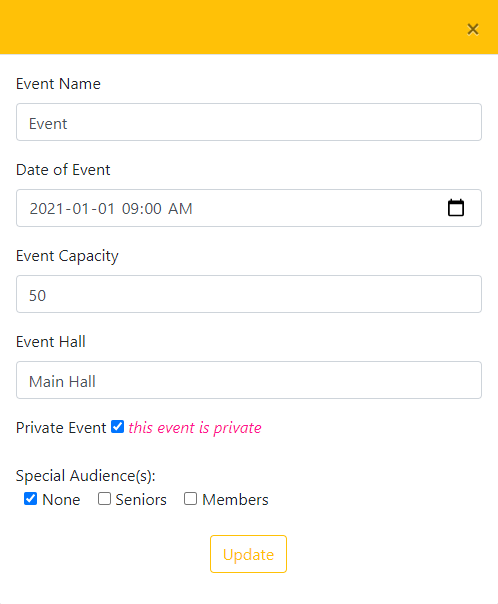 ×
Event Name
Event
Date of Event
2021-01-01 09:00 AM
Event Capacity
50
Event Hall
Main Hall
Private Event this event is private
Special Audience(s):
None Seniors Members
Update